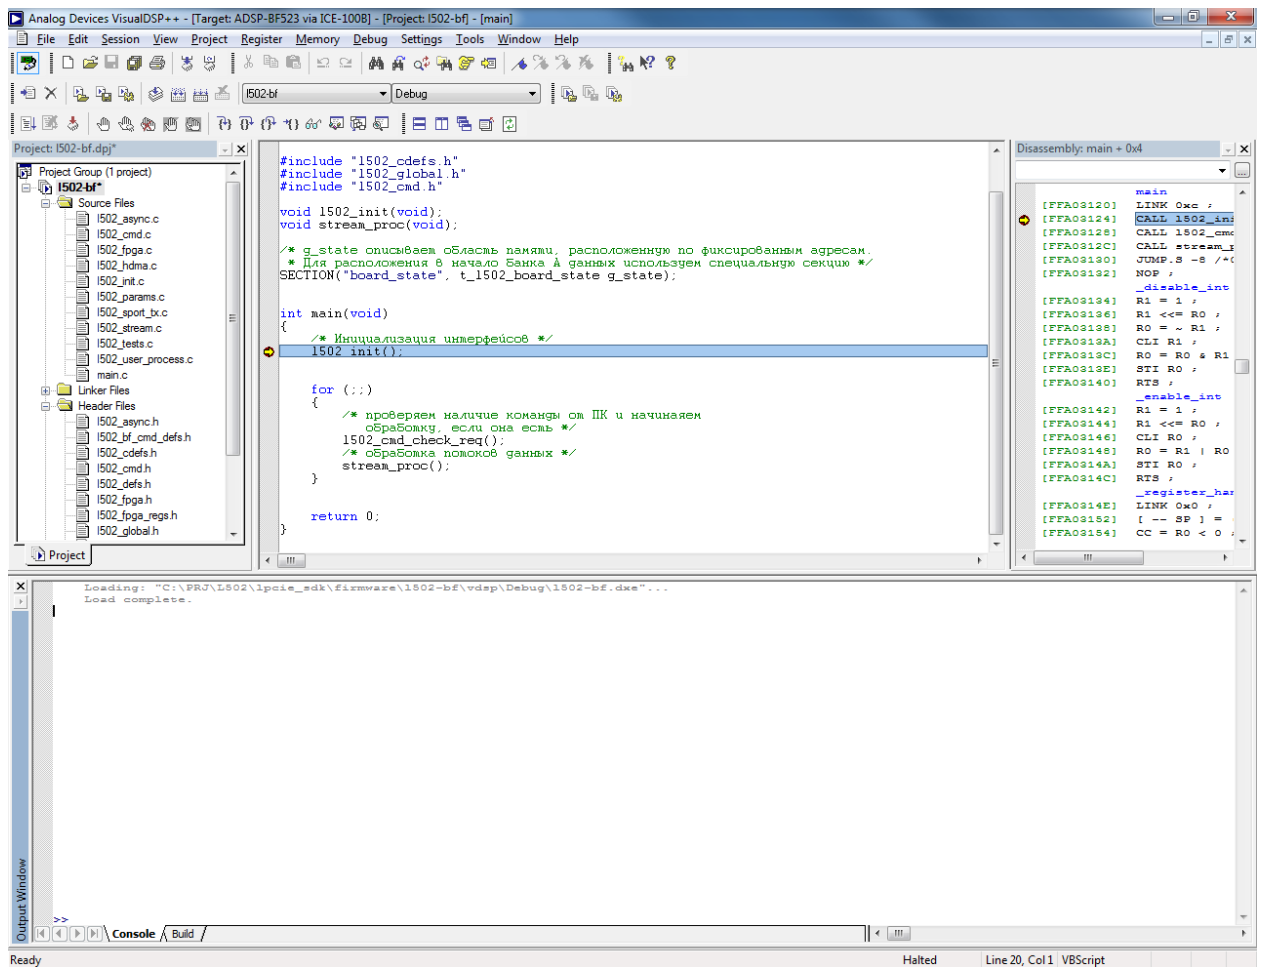 Analog Devices VisualDSP++ - [Target: ADSP-BF523 via ICE-100B] - [Project: l502-bf] - [main]
File Edit Session View Project Register Memory Debug Settings Tools Window Help
l502-bf Debug
Project: l502-bf.dpj*
Project Group (1 project)
l502-bf*
Source Files
l502_async.c
l502_cmd.c
l502_fpga.c
l502_hdma.c
l502_init.c
l502_params.c
l502_sport_tx.c
l502_stream.c
l502_tests.c
l502_user_process.c
main.c
Linker Files
Header Files
l502_async.h
l502_bf_cmd_defs.h
l502_cdefs.h
l502_cmd.h
l502_defs.h
l502_fpga.h
l502_fpga_regs.h
l502_global.h
Project
#include "l502_cdefs.h"
#include "l502_global.h"
#include "l502_cmd.h"
void l502_init(void);
void stream_proc(void);
/* g_state описывает область памяти, расположенную по фиксированным адресам.
* Для расположения в начало Банка А данных используем специальную секцию */
SECTION("board_state", t_l502_board_state g_state);
int main(void)
{
/* Инициализация интерфейсов */
l502_init();
for (;;)
{
/* проверяем наличие команды от ПК и начинаем
обработку, если она есть */
l502_cmd_check_req();
/* обработка потоков данных */
stream_proc();
}
return 0;
}
Disassembly: main + 0x4
main
[FFA03120] LINK 0xc ;
[FFA03124] CALL l502_ini
[FFA03128] CALL l502_cmd
[FFA0312C] CALL stream_p
[FFA03130] JUMP.S -8 /*0
[FFA03132] NOP ;
_disable_int
[FFA03134] R1 = 1 ;
[FFA03136] R1 <<= R0 ;
[FFA03138] R0 = ~ R1 ;
[FFA0313A] CLI R1 ;
[FFA0313C] R0 = R0 & R1
[FFA0313E] STI R0 ;
[FFA03140] RTS ;
_enable_int
[FFA03142] R1 = 1 ;
[FFA03144] R1 <<= R0 ;
[FFA03146] CLI R0 ;
[FFA03148] R0 = R1 | R0
[FFA0314A] STI R0 ;
[FFA0314C] RTS ;
_register_han
[FFA0314E] LINK 0x0 ;
[FFA03152] [ -- SP ] =
[FFA03154] CC = R0 < 0 ;
Loading: "C:\PRJ\L502\lpcie_sdk\firmware\l502-bf\vdsp\Debug\l502-bf.dxe"...
Load complete.
>>
Output Window
Console Build
Ready Halted Line 20, Col 1 VBScript